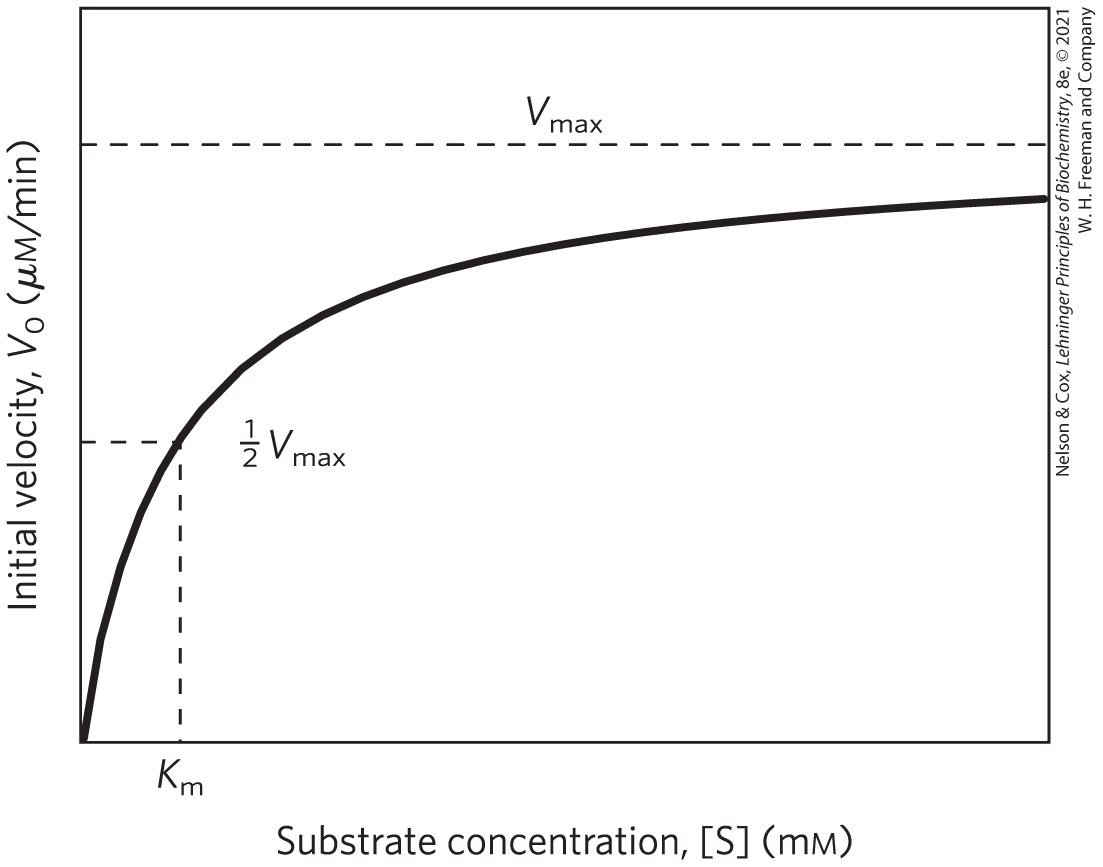 Vmax
Initial velocity, V0 (μM/min)
1/2 Vmax
Km
Substrate concentration, [S] (mM)
Nelson & Cox, Lehninger Principles of Biochemistry, 8e, © 2021
W. H. Freeman and Company